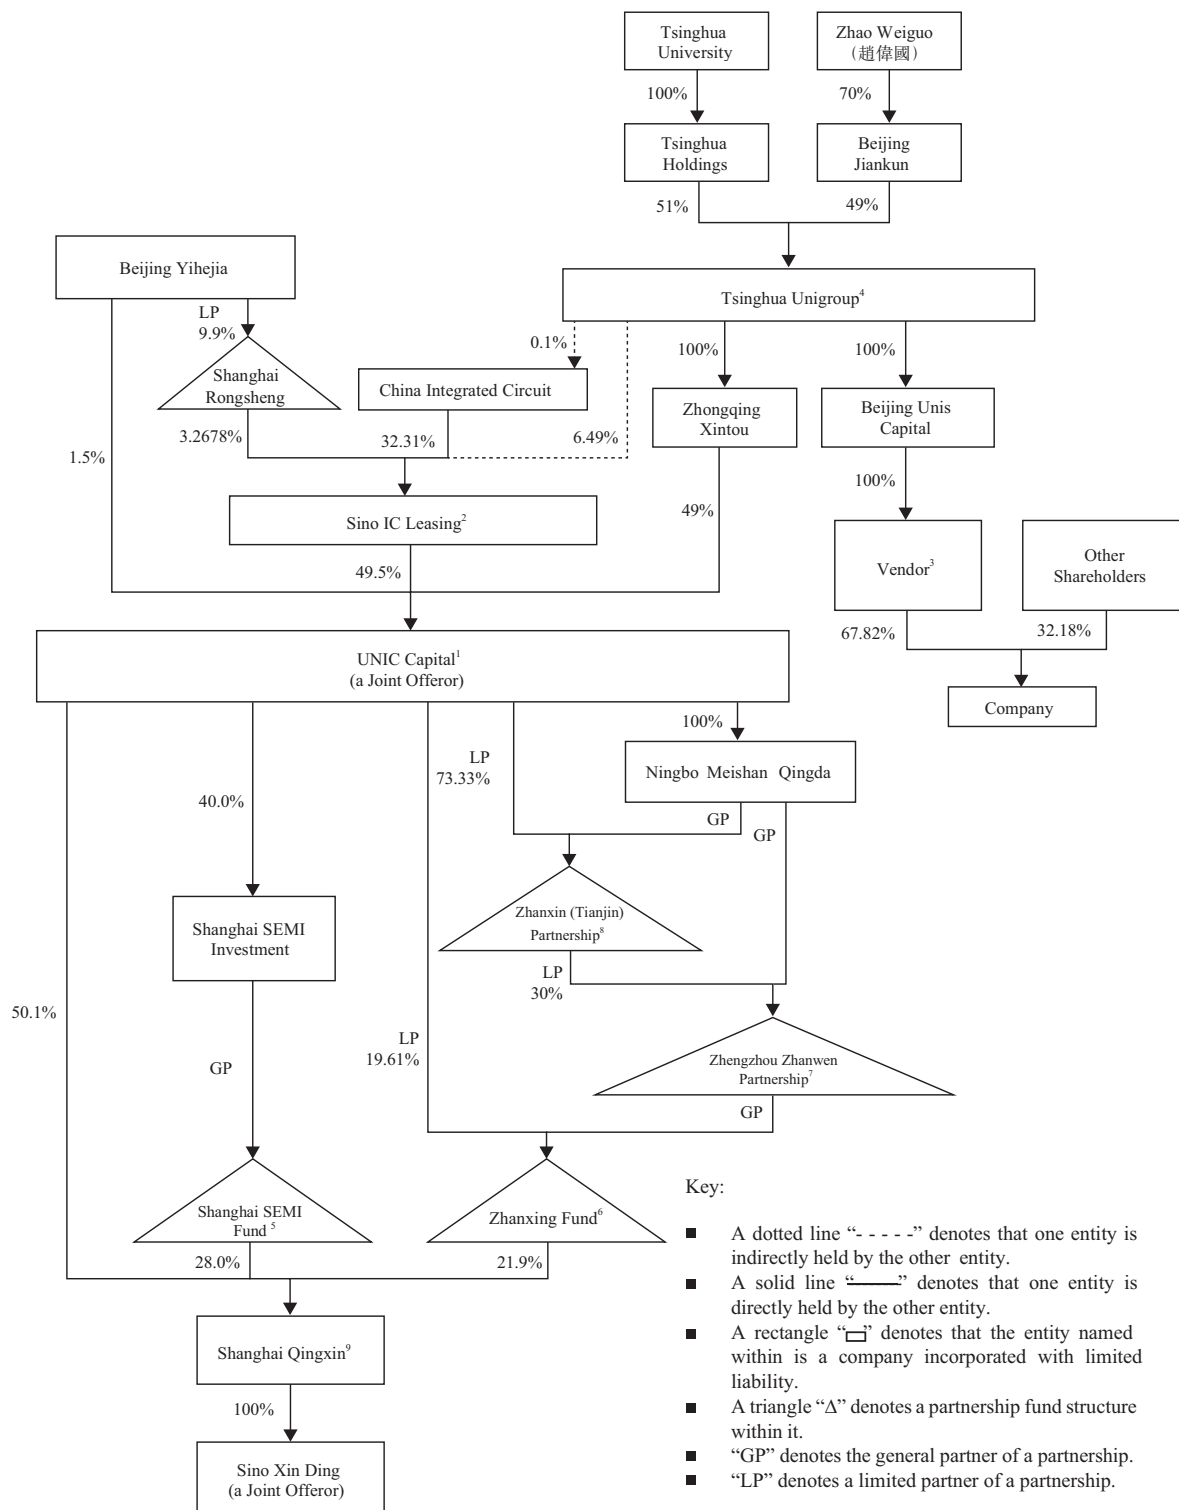 Tsinghua
University
Zhao Weiguo
(趙偉國)
100%
70%
Tsinghua
Holdings
Beijing
Jiankun
51%
49%
Beijing Yihejia
Tsinghua Unigroup4
LP
9.9%
0.1%
100%
100%
Shanghai
Rongsheng
China Integrated Circuit
Zhongqing
Xintou
Beijing Unis
Capital
3.2678%
32.31%
6.49%
1.5%
100%
Sino IC Leasing2
49%
Vendor3
Other
Shareholders
49.5%
67.82%
32.18%
UNIC Capital1
(a Joint Offeror)
Company
100%
LP
73.33%
Ningbo Meishan Qingda
40.0%
GP
GP
Shanghai SEMI
Investment
Zhanxin (Tianjin)
Partnership8
LP
30%
50.1%
LP
19.61%
GP
Zhengzhou Zhanwen
Partnership7
GP
Shanghai SEMI
Fund 5
Zhanxing Fund6
28.0%
21.9%
Shanghai Qingxin9
100%
Sino Xin Ding
(a Joint Offeror)
Key:
■ A dotted line “- - - - -” denotes that one entity is
indirectly held by the other entity.
■ A solid line “———” denotes that one entity is
directly held by the other entity.
■ A rectangle “▭” denotes that the entity named
within is a company incorporated with limited
liability.
■ A triangle “Δ” denotes a partnership fund structure
within it.
■ “GP” denotes the general partner of a partnership.
■ “LP” denotes a limited partner of a partnership.